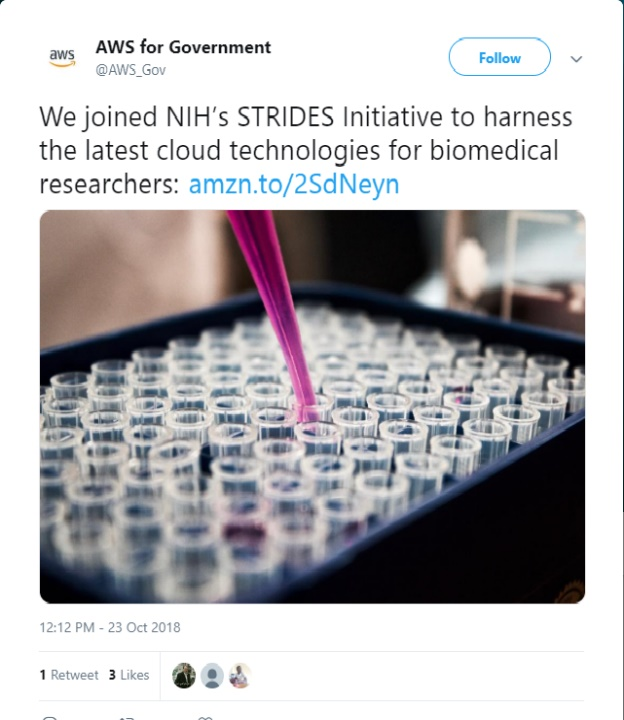 aws
AWS for Government
@AWS_Gov
Follow
We joined NIH’s STRIDES Initiative to harness
the latest cloud technologies for biomedical
researchers: amzn.to/2SdNeyn
12:12 PM - 23 Oct 2018
1 Retweet 3 Likes